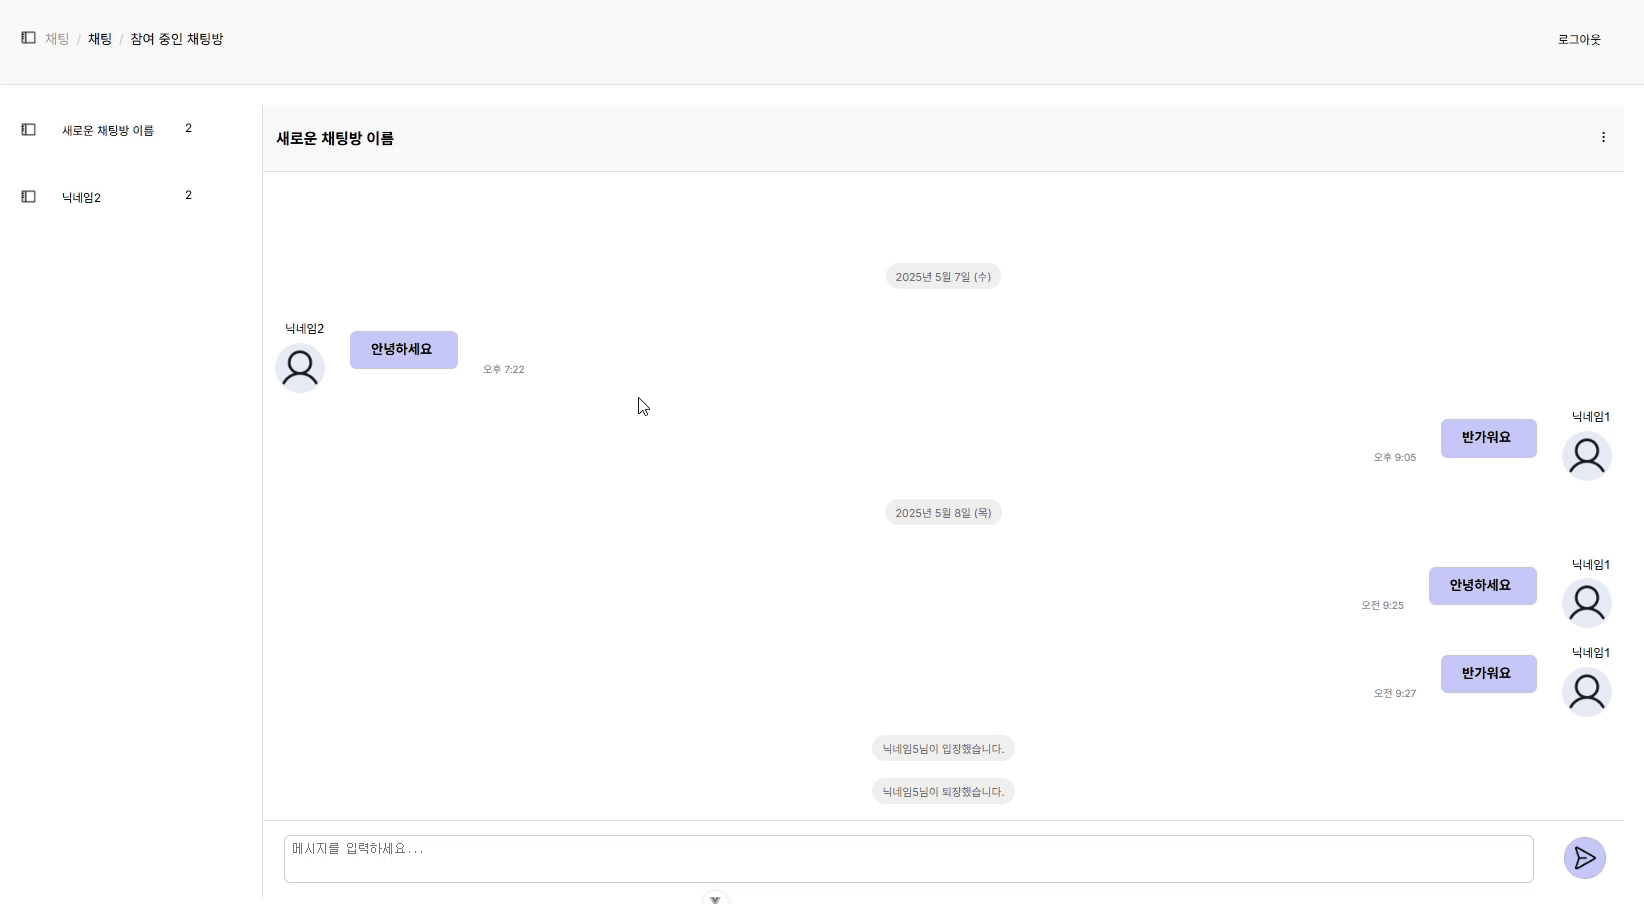 채팅 / 채팅 / 참여 중인 채팅방
로그아웃
새로운 채팅방 이름 2
닉네임2 2
새로운 채팅방 이름
2025년 5월 7일 (수)
닉네임2
안녕하세요
오후 7:22
닉네임1
반가워요
오후 9:05
2025년 5월 8일 (목)
닉네임1
안녕하세요
오전 9:25
닉네임1
반가워요
오전 9:27
닉네임5님이 입장했습니다.
닉네임5님이 퇴장했습니다.
메시지를 입력하세요...